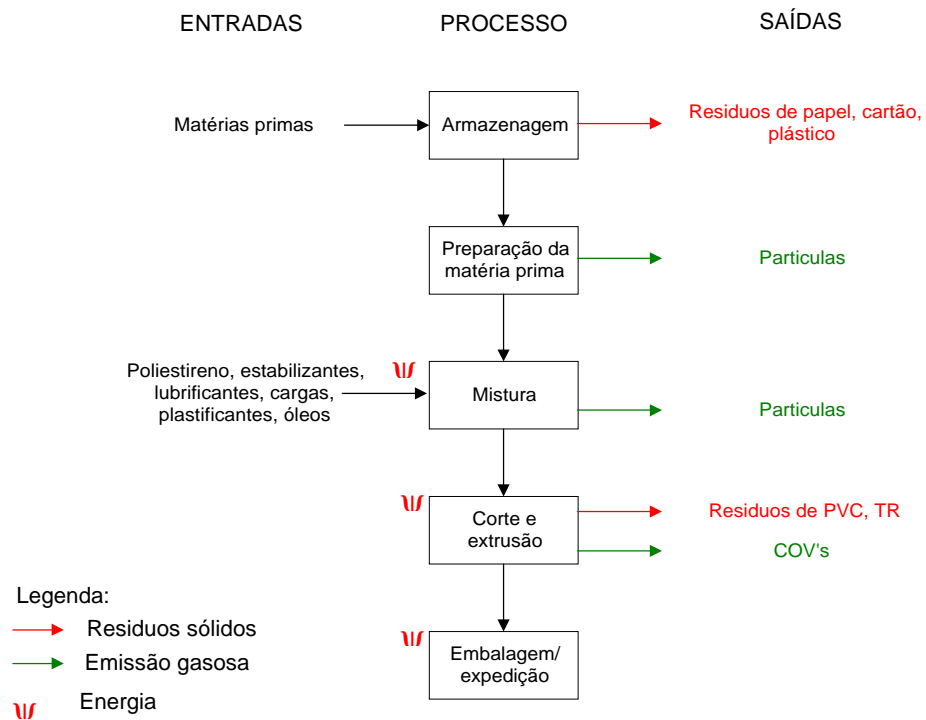 ENTRADAS
PROCESSO
SAÍDAS
Matérias primas
Armazenagem
Residuos de papel, cartão,
plástico
Preparação da
matéria prima
Particulas
Poliestireno, estabilizantes,
lubrificantes, cargas,
plastificantes, óleos
Mistura
Particulas
Corte e
extrusão
Residuos de PVC, TR
COV's
Embalagem/
expedição
Legenda:
Residuos sólidos
Emissão gasosa
Energia